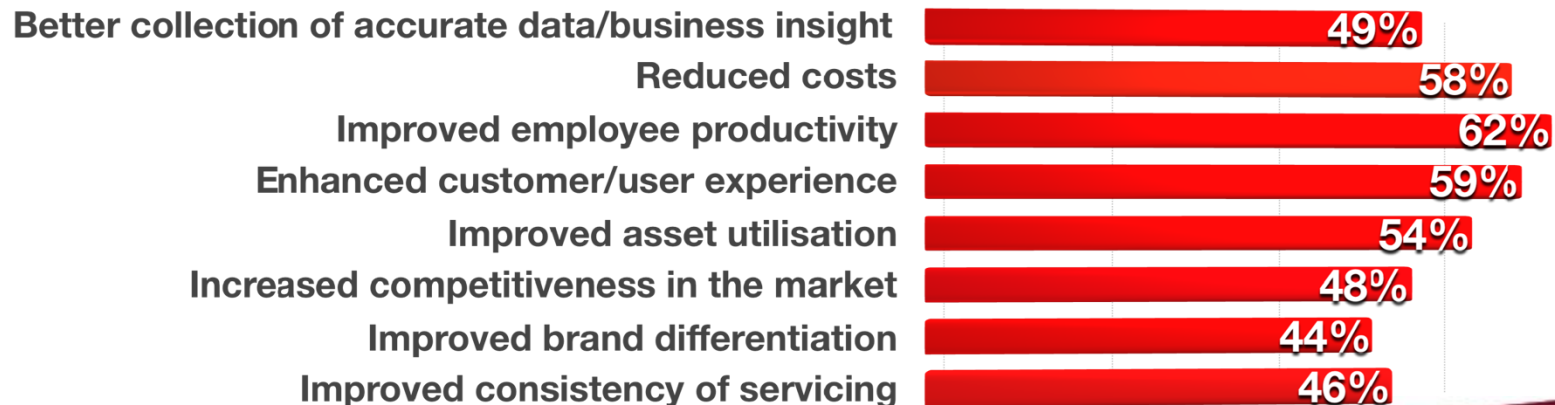 Better collection of accurate data/business insight 49%
Reduced costs 58%
Improved employee productivity 62%
Enhanced customer/user experience 59%
Improved asset utilisation 54%
Increased competitiveness in the market 48%
Improved brand differentiation 44%
Improved consistency of servicing 46%